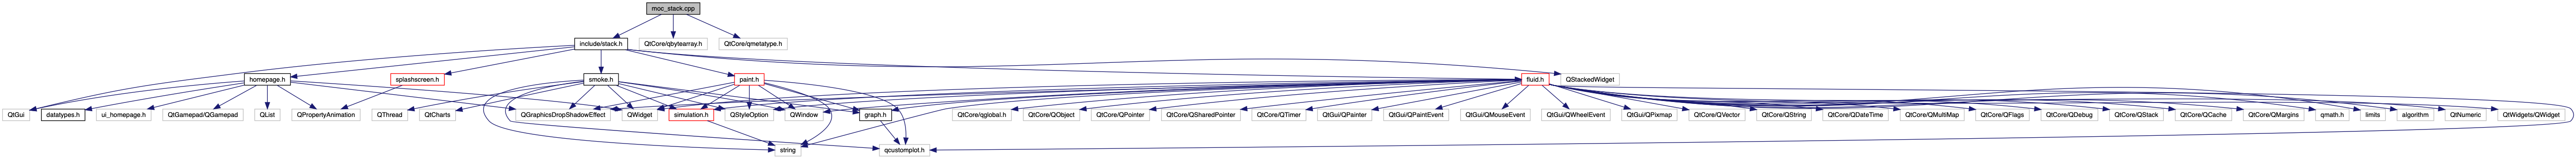 moc_stack.cpp
include/stack.h
QtCore/qbytearray.h
QtCore/qmetatype.h
homepage.h
splashscreen.h
smoke.h
paint.h
fluid.h
QStackedWidget
QtGui
datatypes.h
ui_homepage.h
QtGamepad/QGamepad
QList
QPropertyAnimation
QThread
QtCharts
QGraphicsDropShadowEffect
QWidget
simulation.h
QStyleOption
QWindow
graph.h
QtCore/qglobal.h
QtCore/QObject
QtCore/QPointer
QtCore/QSharedPointer
QtCore/QTimer
QtGui/QPainter
QtGui/QPaintEvent
QtGui/QMouseEvent
QtGui/QWheelEvent
QtGui/QPixmap
QtCore/QVector
QtCore/QString
QtCore/QDateTime
QtCore/QMultiMap
QtCore/QFlags
QtCore/QDebug
QtCore/QStack
QtCore/QCache
QtCore/QMargins
qmath.h
limits
algorithm
QtNumeric
QtWidgets/QWidget
string
qcustomplot.h